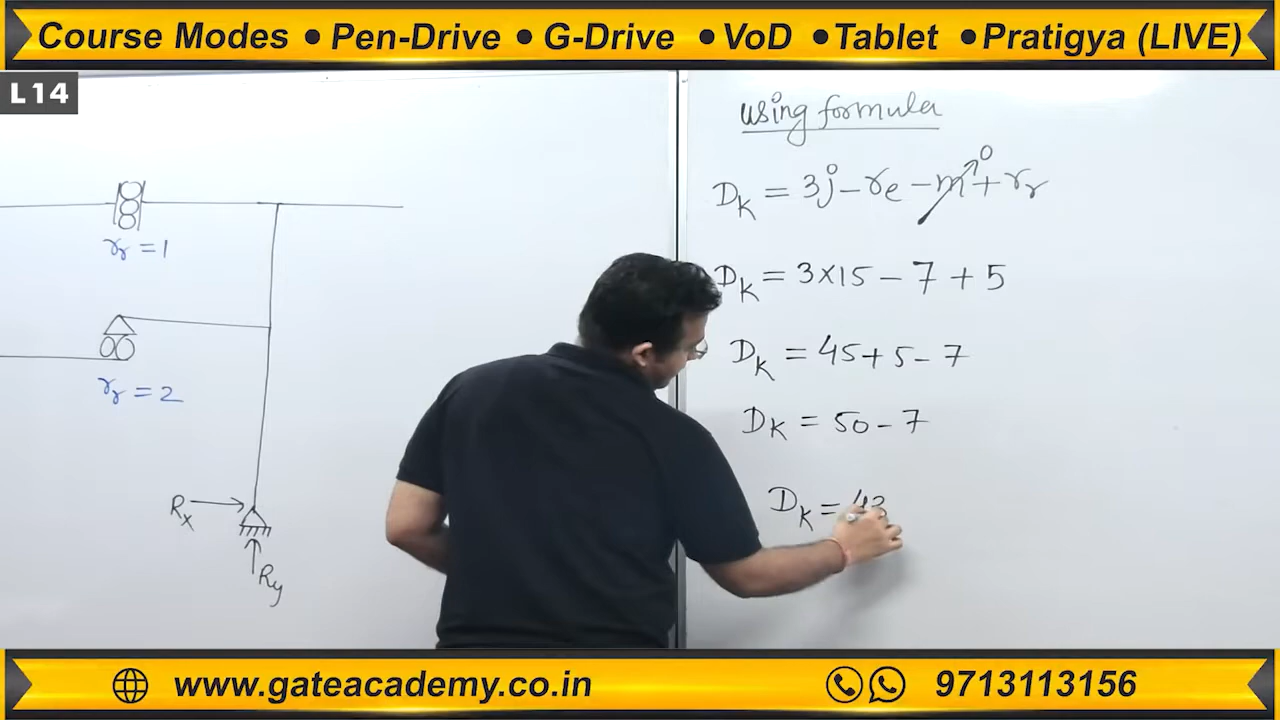 Course Modes • Pen-Drive • G-Drive • VoD • Tablet • Pratigya (LIVE)
L 14
using formula
D_K = 3j - r_e - m + r_r
0
r_r = 1
D_K = 3×15 - 7 + 5
D_K = 45 + 5 - 7
r_r = 2
D_K = 50 - 7
D_K = 43
R_x
R_y
www.gateacademy.co.in
9713113156